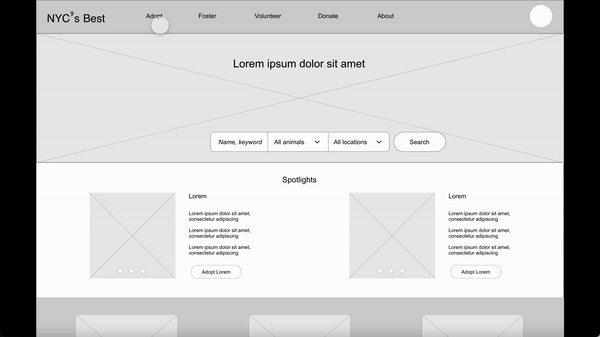 NYC⁹s Best
Adopt
Foster
Volunteer
Donate
About
Lorem ipsum dolor sit amet
Name, keyword
All animals
All locations
Search
Spotlights
Lorem
Lorem ipsum dolor sit amet,
consectetur adipiscing
Lorem ipsum dolor sit amet,
consectetur adipiscing
Lorem ipsum dolor sit amet,
consectetur adipiscing
Adopt Lorem
Lorem
Lorem ipsum dolor sit amet,
consectetur adipiscing
Lorem ipsum dolor sit amet,
consectetur adipiscing
Lorem ipsum dolor sit amet,
consectetur adipiscing
Adopt Lorem